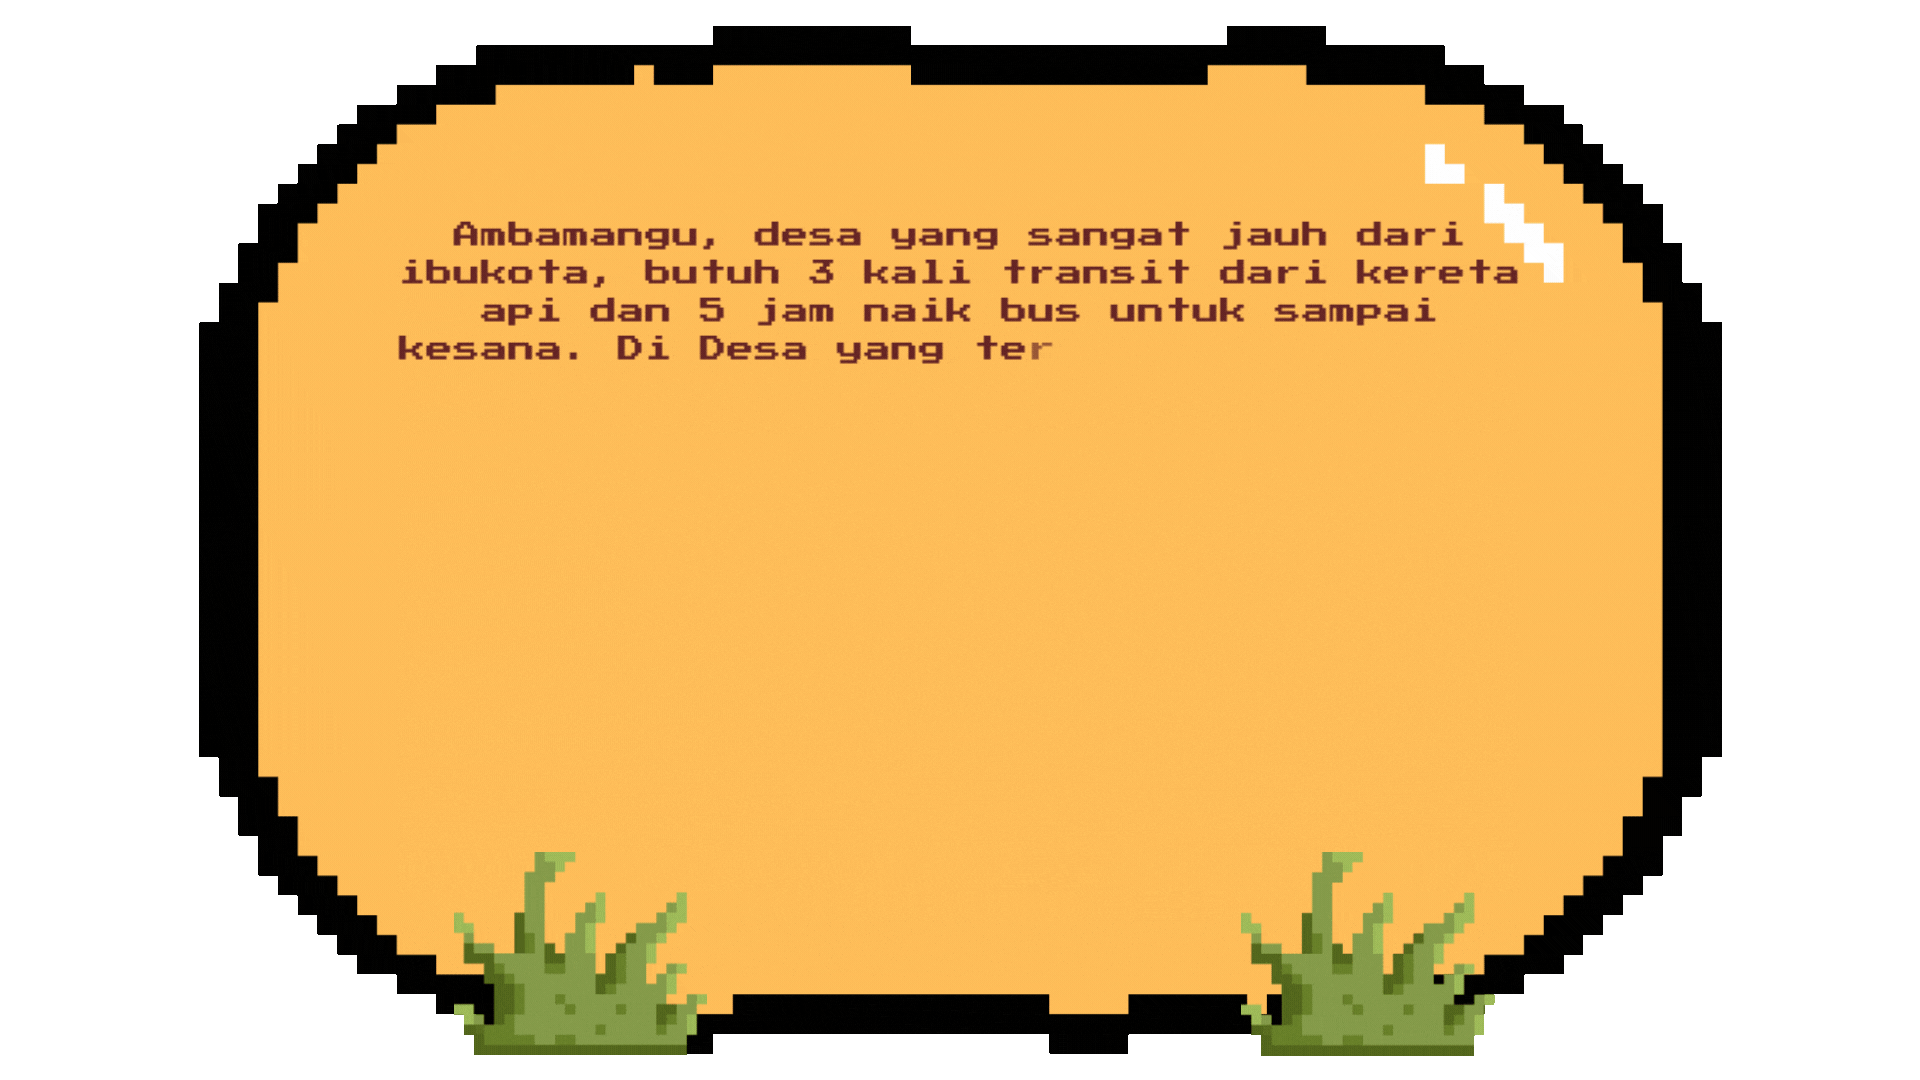 Ambamangu, desa yang sangat jauh dari
ibukota, butuh 3 kali transit dari kereta
api dan 5 jam naik bus untuk sampai
kesana. Di Desa yang ter